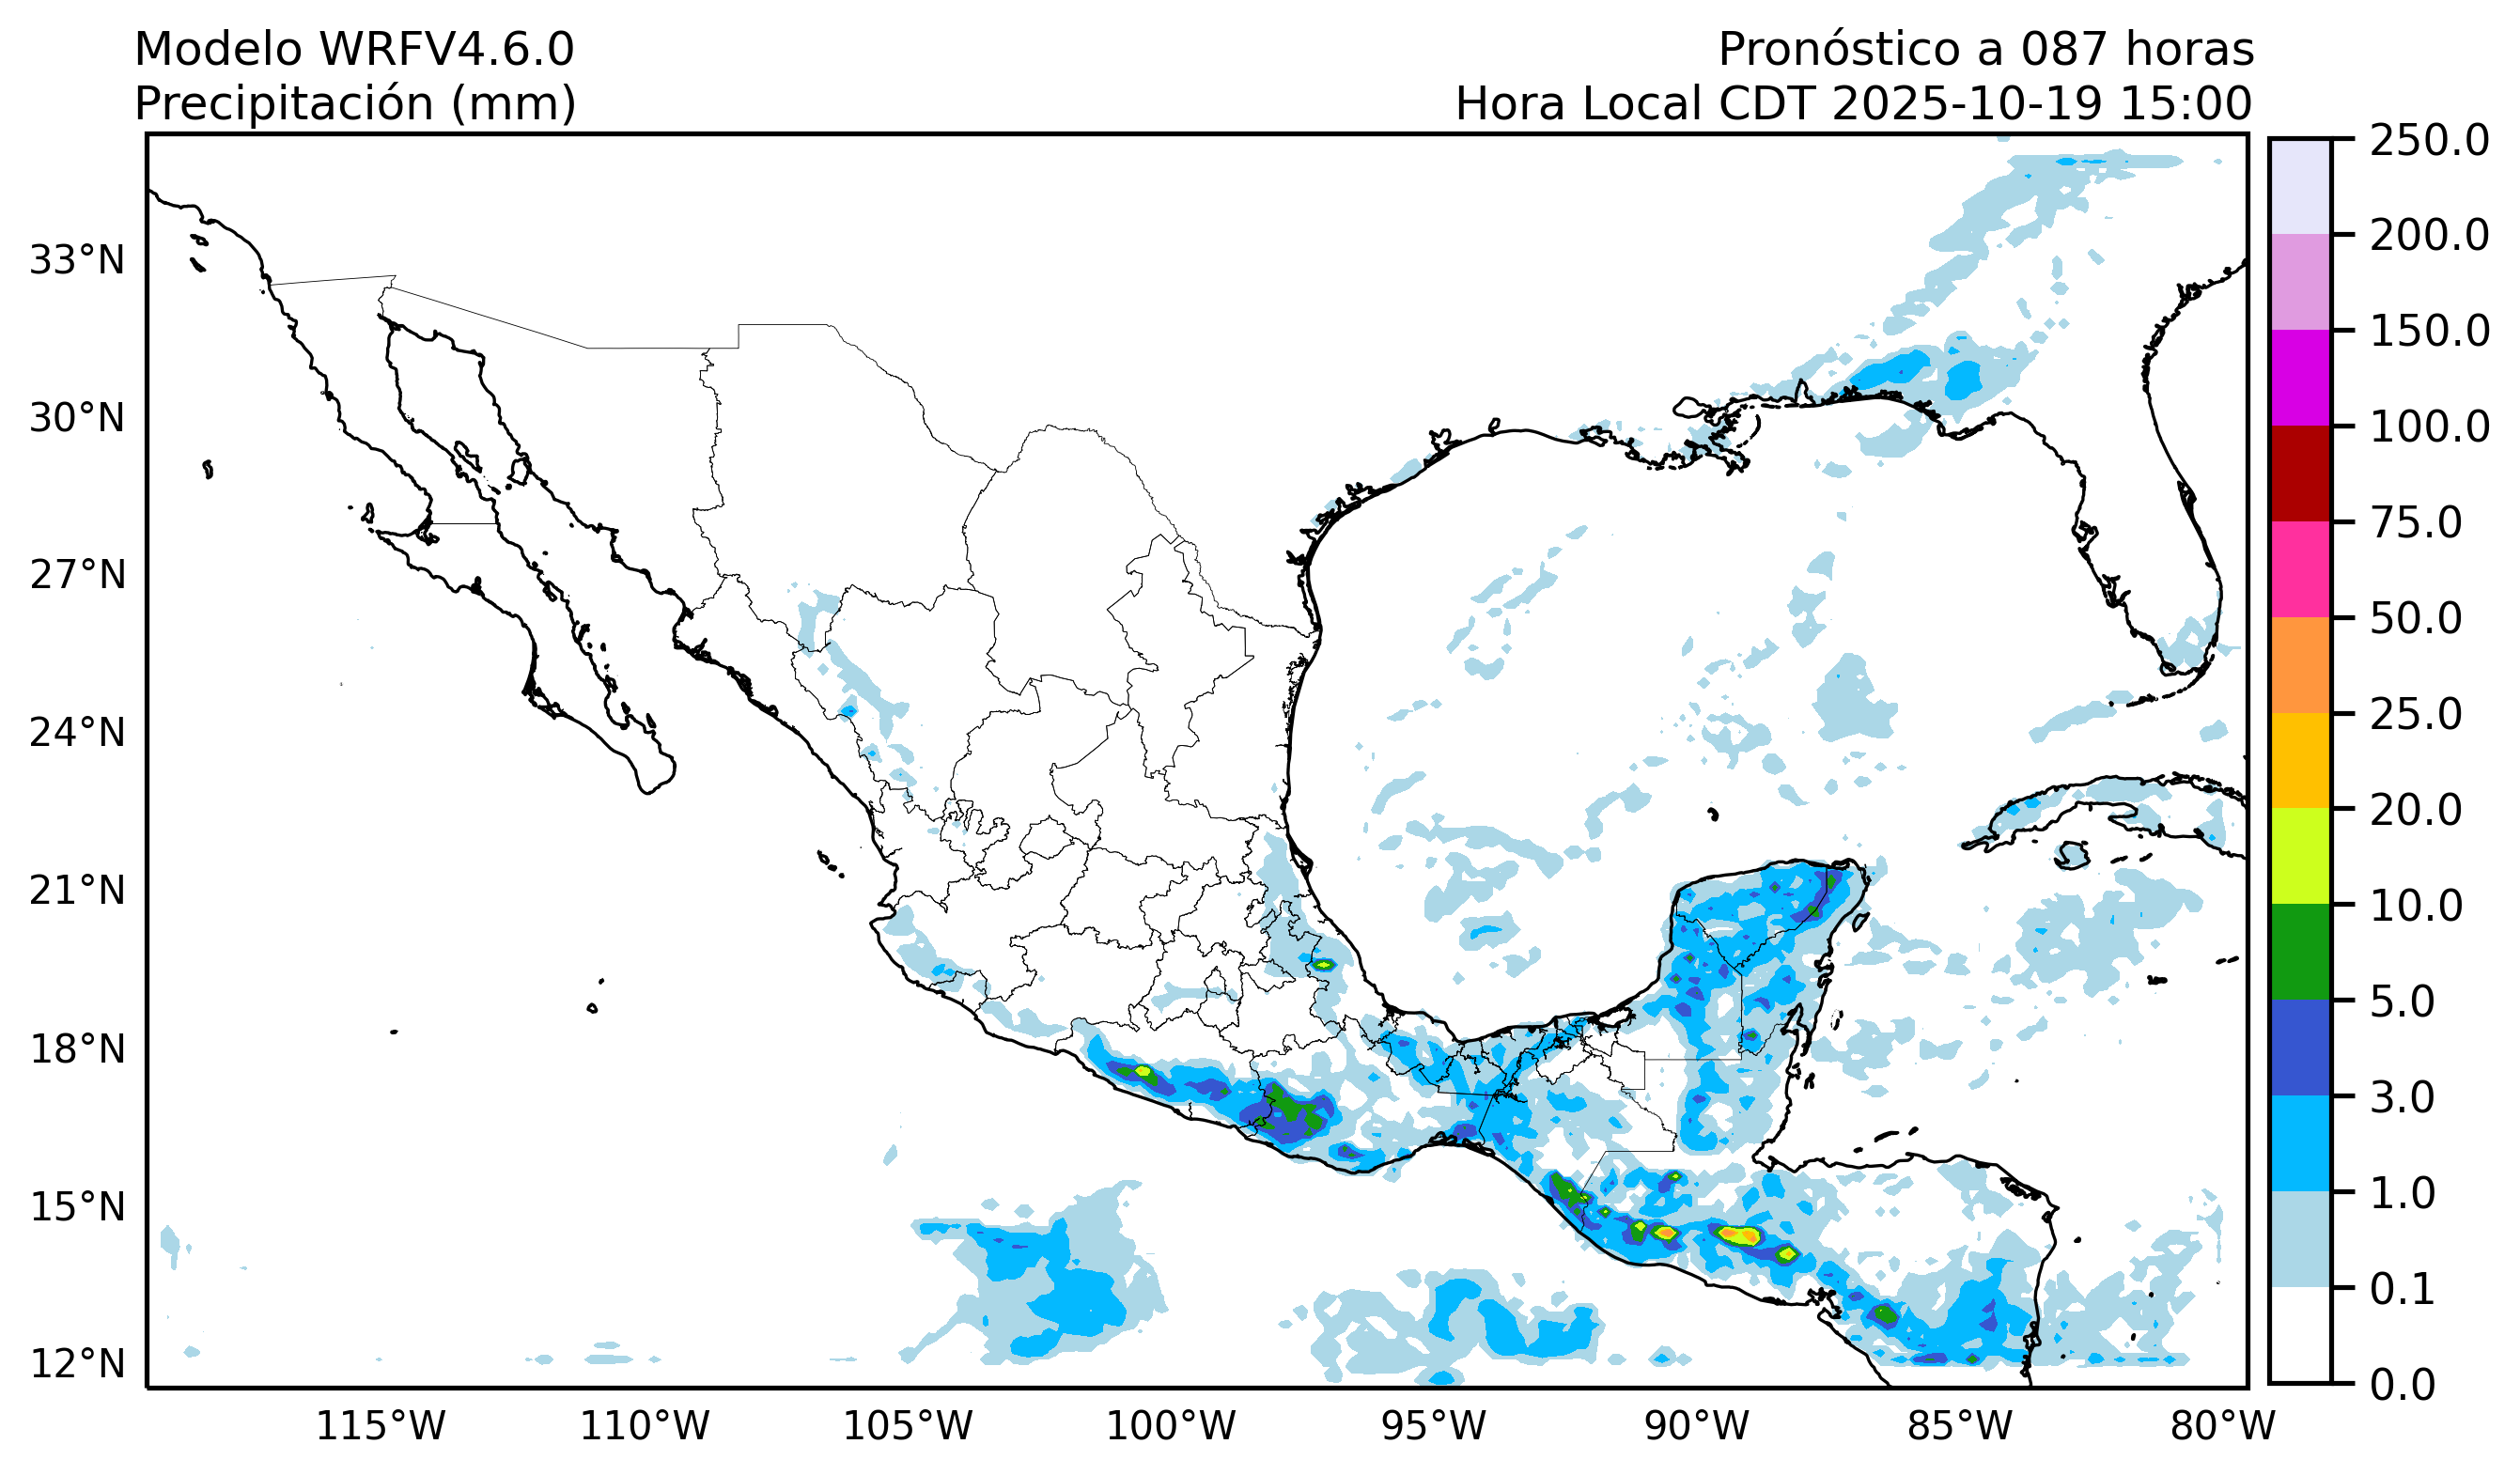 Modelo WRFV4.6.0
Precipitación (mm)
Pronóstico a 087 horas
Hora Local CDT 2025-10-19 15:00
33°N
30°N
27°N
24°N
21°N
18°N
15°N
12°N
115°W
110°W
105°W
100°W
95°W
90°W
85°W
80°W
250.0
200.0
150.0
100.0
75.0
50.0
25.0
20.0
10.0
5.0
3.0
1.0
0.1
0.0